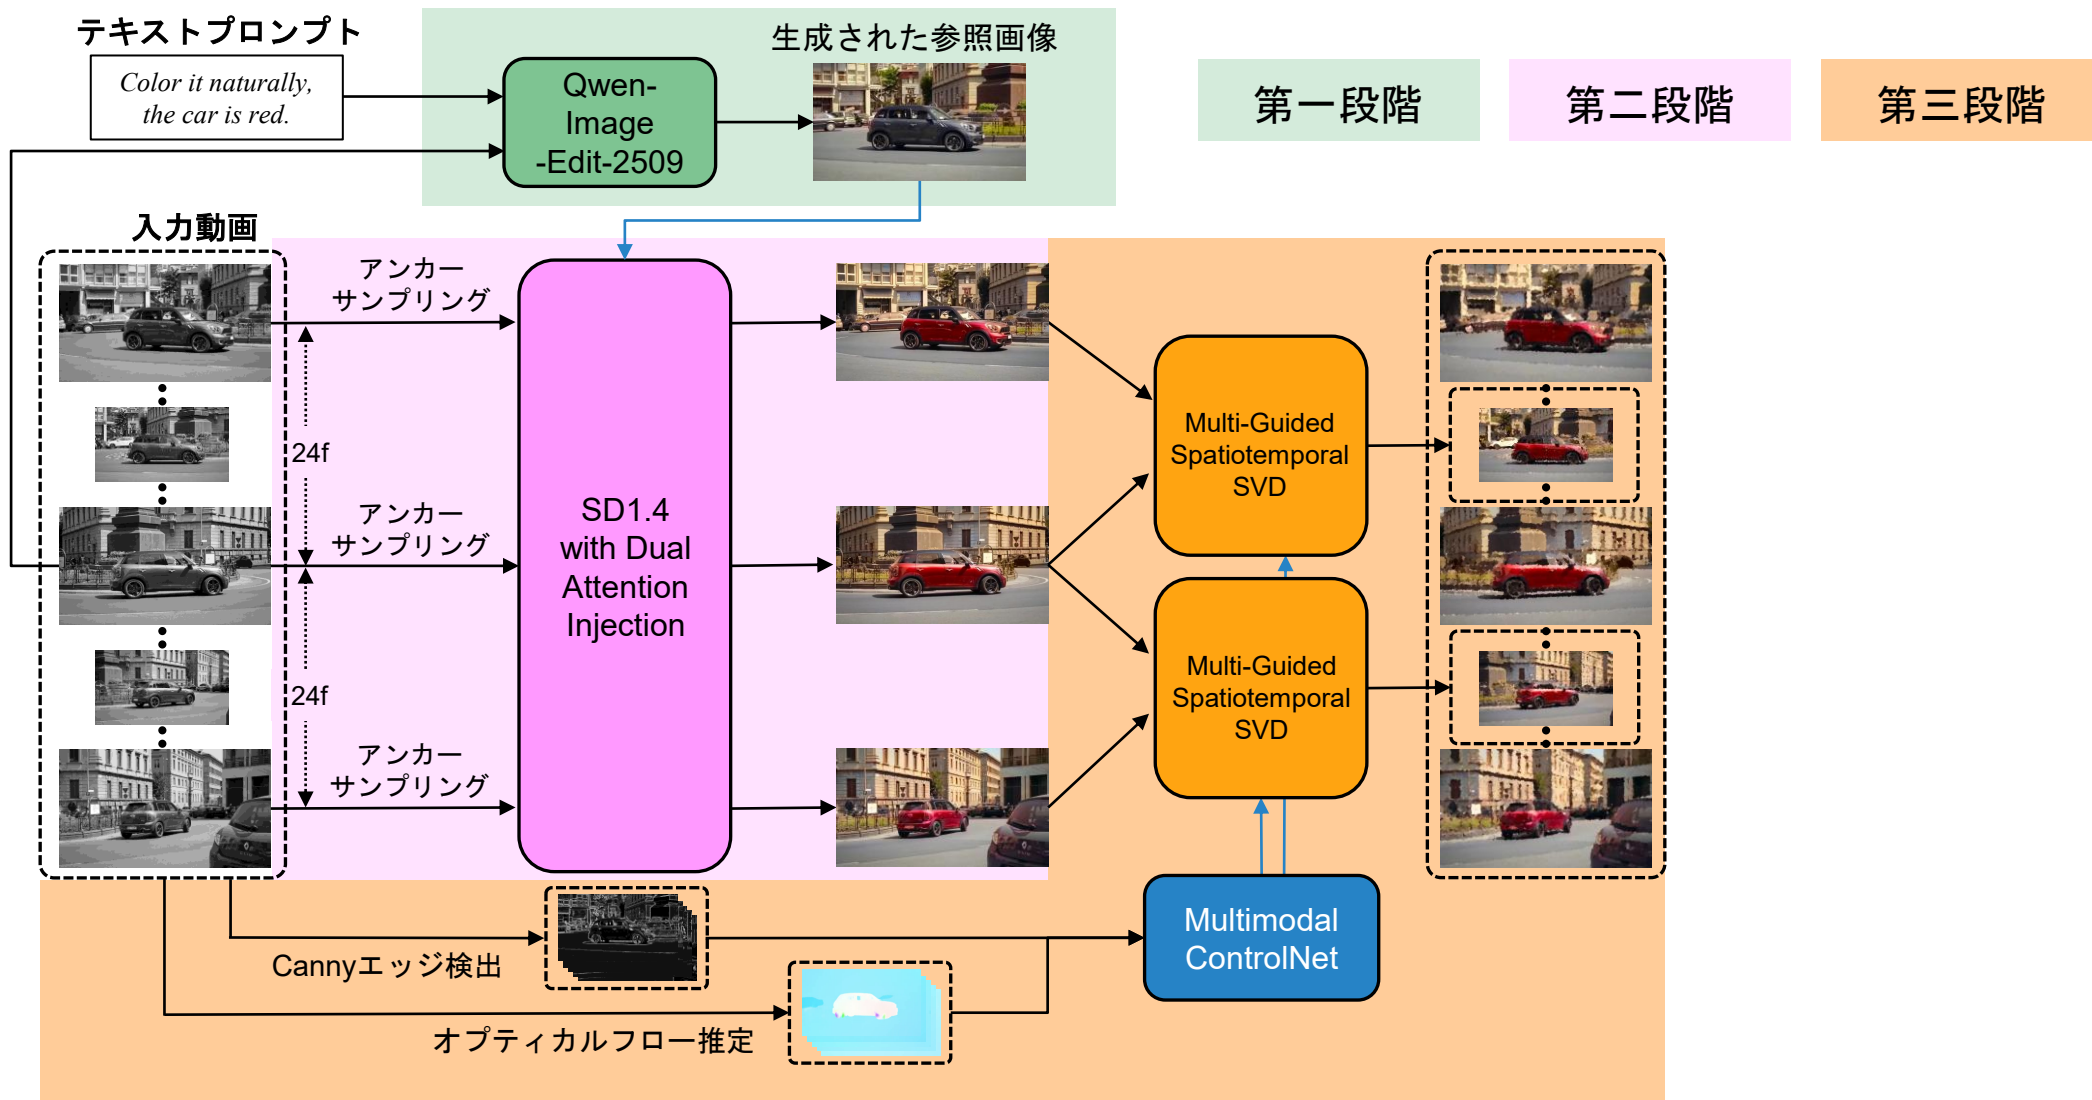 テキストプロンプト
Color it naturally,
the car is red.
Qwen-
Image
-Edit-2509
生成された参照画像
第一段階
第二段階
第三段階
入力動画
アンカー
サンプリング
24f
アンカー
サンプリング
24f
アンカー
サンプリング
SD1.4
with Dual
Attention
Injection
Multi-Guided
Spatiotemporal
SVD
Multi-Guided
Spatiotemporal
SVD
Multimodal
ControlNet
Cannyエッジ検出
オプティカルフロー推定